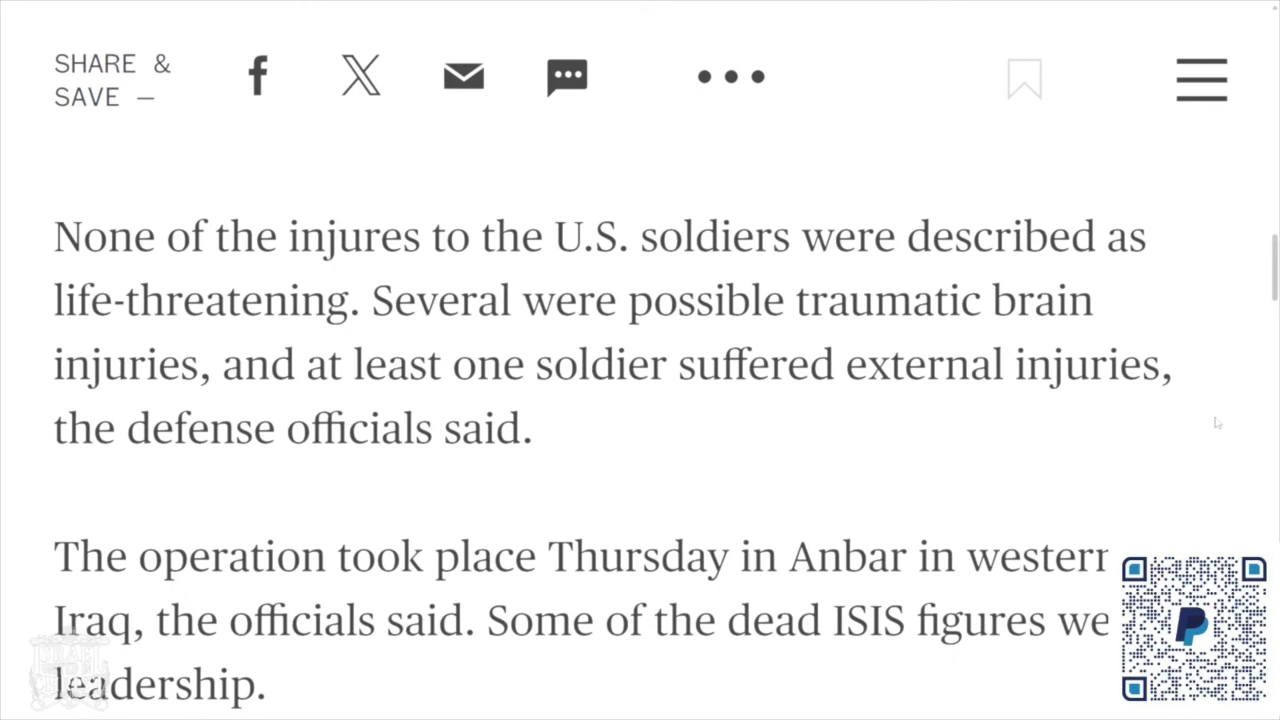 SHARE &
SAVE —
None of the injures to the U.S. soldiers were described as
life-threatening. Several were possible traumatic brain
injuries, and at least one soldier suffered external injuries,
the defense officials said.
The operation took place Thursday in Anbar in western
Iraq, the officials said. Some of the dead ISIS figures we
leadership.